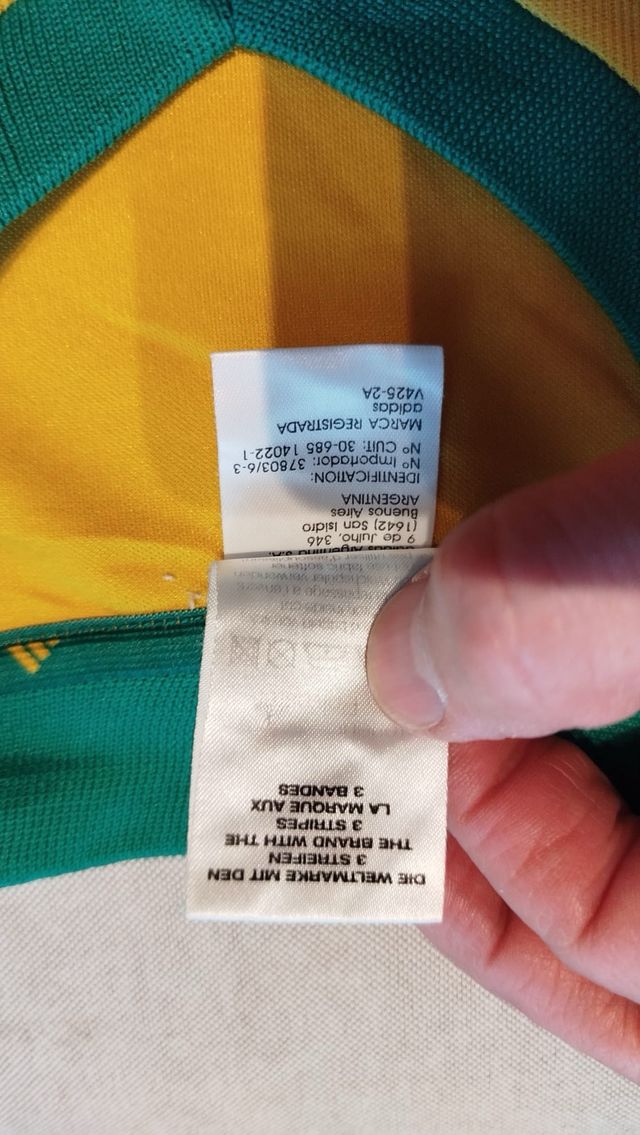 DIE WELTMARKE MIT DEN
3 STREIFEN
THE BRAND WITH THE
3 STRIPES
LA MARQUE AUX
3 BANDES
9 de Julho, 346
(1642) San Isidro
Buenos Aires
ARGENTINA
IDENTIFICATION:
Nº Importador: 37803/6-3
Nº CUIT: 30-685 14022-1
MARCA REGISTRADA
adidas
V425-2A